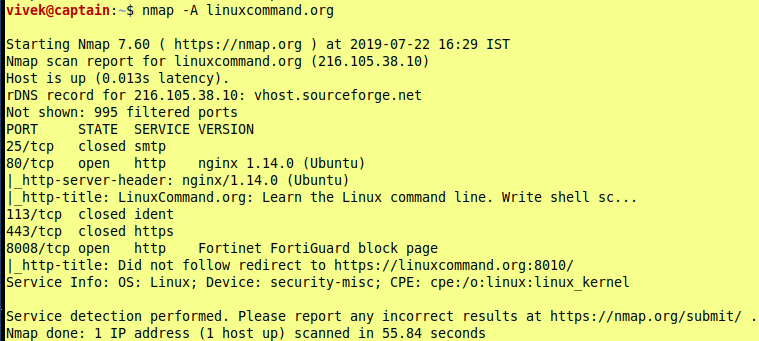 vivek@captain:~$ nmap -A linuxcommand.org
Starting Nmap 7.60 ( https://nmap.org ) at 2019-07-22 16:29 IST
Nmap scan report for linuxcommand.org (216.105.38.10)
Host is up (0.013s latency).
rDNS record for 216.105.38.10: vhost.sourceforge.net
Not shown: 995 filtered ports
PORT     STATE  SERVICE VERSION
25/tcp   closed smtp
80/tcp   open   http    nginx 1.14.0 (Ubuntu)
|_http-server-header: nginx/1.14.0 (Ubuntu)
|_http-title: LinuxCommand.org: Learn the Linux command line. Write shell sc...
113/tcp  closed ident
443/tcp  closed https
8008/tcp open   http    Fortinet FortiGuard block page
|_http-title: Did not follow redirect to https://linuxcommand.org:8010/
Service Info: OS: Linux; Device: security-misc; CPE: cpe:/o:linux:linux_kernel
Service detection performed. Please report any incorrect results at https://nmap.org/submit/ .
Nmap done: 1 IP address (1 host up) scanned in 55.84 seconds